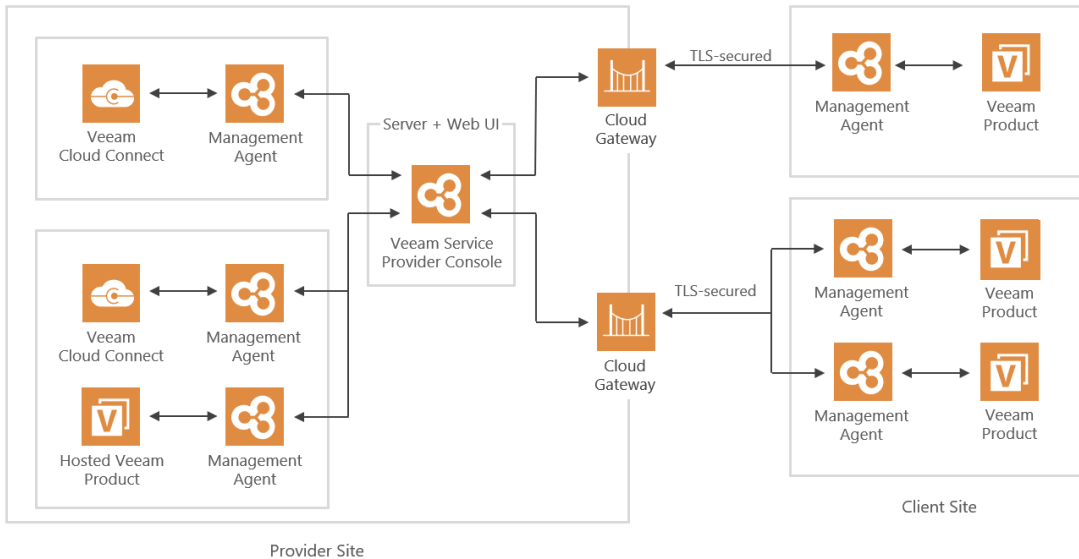 Veeam
Cloud Connect
Management
Agent
Server + Web UI
Veeam Service
Provider Console
Cloud
Gateway
TLS-secured
Management
Agent
V
Veeam
Product
Veeam
Cloud Connect
Management
Agent
V
Hosted Veeam
Product
Management
Agent
Cloud
Gateway
TLS-secured
Management
Agent
V
Veeam
Product
Management
Agent
V
Veeam
Product
Client Site
Provider Site